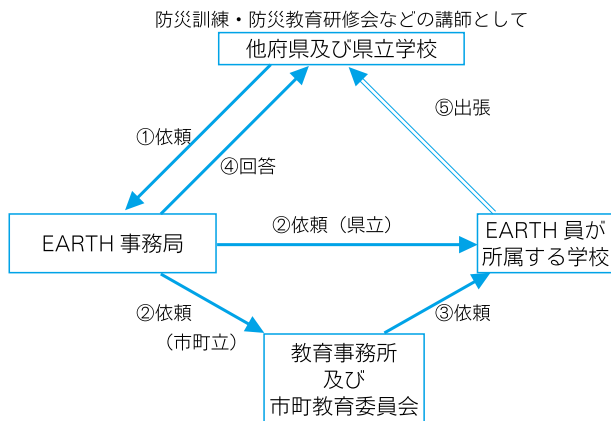 防災訓練・防災教育研修会などの講師として
他府県及び県立学校
⑤出張
①依頼
④回答
②依頼（県立）
EARTH 事務局
EARTH 員が
所属する学校
②依頼
（市町立）
③依頼
教育事務所
及び
市町教育委員会